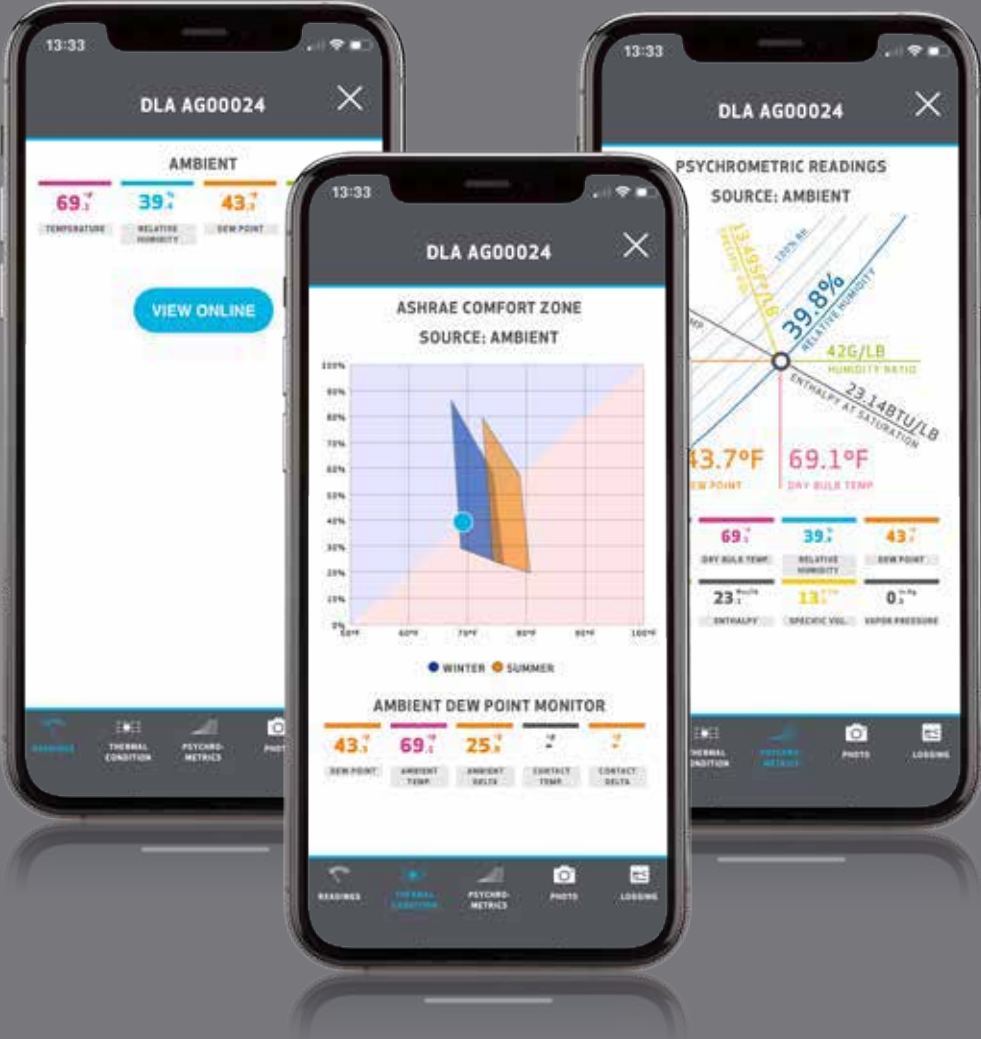 13:33
DLA AG00024
AMBIENT
69.
39.
43.
TEMPERATURE
RELATIVE
HUMIDITY
DEW POINT
VIEW ONLINE
READINGS
THERMAL
CONDITION
PSYCHRO-
METRICS
13:33
DLA AG00024
ASHRAE COMFORT ZONE
SOURCE: AMBIENT
100%
90%
80%
70%
60%
50%
40%
30%
20%
10%
0%
50°F 60°F 70°F 80°F 90°F 100°F
WINTER SUMMER
AMBIENT DEW POINT MONITOR
43.
69.
25.
DEW POINT
AMBIENT
TEMP.
AMBIENT
DELTA
CONTACT
TEMP.
CONTACT
DELTA
READINGS
THERMAL
CONDITION
PSYCHRO-
METRICS
PHOTO
LOGGING
13:33
DLA AG00024
PSYCHROMETRIC READINGS
SOURCE: AMBIENT
100% RH
39.8%
RELATIVE HUMIDITY
42G/LB
HUMIDITY RATIO
23.14BTU/LB
ENTHALPY AT SATURATION
43.7°F
69.1°F
DRY BULB TEMP
69.
39.
43.
DRY BULB TEMP.
RELATIVE
HUMIDITY
DEW POINT
23.
13.
0.
ENTHALPY
SPECIFIC VOL.
VAPOR PRESSURE
PSYCHRO-
METRICS
PHOTO
LOGGING